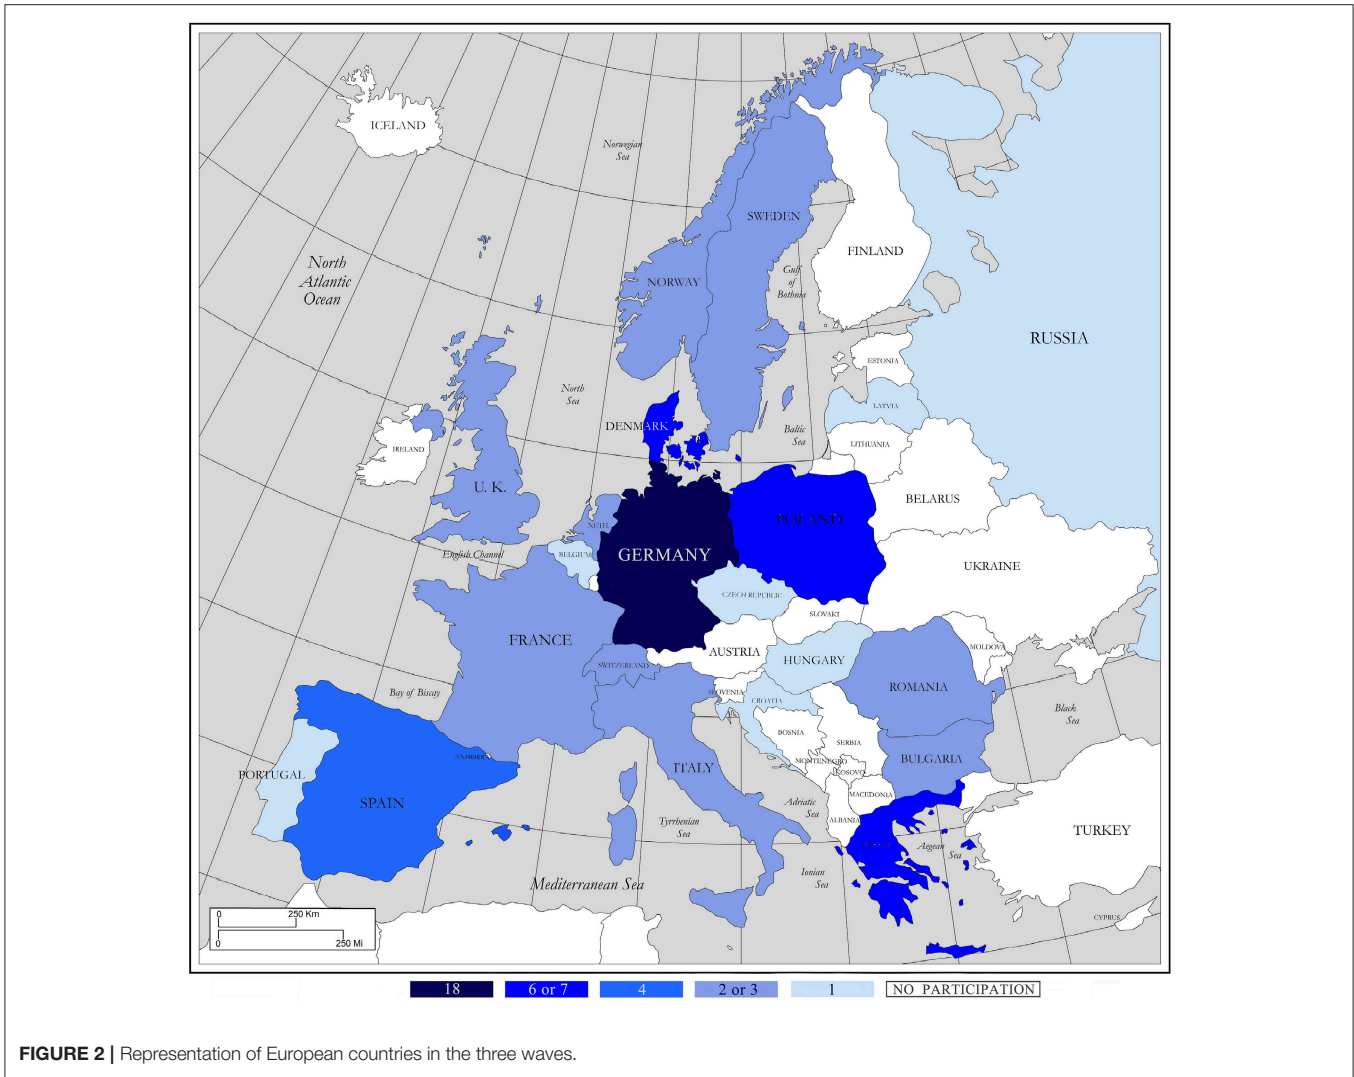 ICELAND
Norwegian
Sea
SWEDEN
FINLAND
North
Atlantic
Ocean
NORWAY
Gulf
of
Bothnia
RUSSIA
ESTONIA
North
Sea
LATVIA
DENMARK
Baltic
Sea
LITHUANIA
IRELAND
U. K.
BELARUS
NETH.
POLAND
English Channel
BELGIUM
GERMANY
UKRAINE
CZECH REPUBLIC
SLOVAKI
FRANCE
AUSTRIA
MOLDOVA
SWITZERLAND
HUNGARY
Bay of Biscay
SLOVENIA
CROATIA
ROMANIA
Black
Sea
BOSNIA
SERBIA
ANDORRA
MONTENEGRO
KOSOVO
BULGARIA
PORTUGAL
ITALY
SPAIN
MACEDONIA
Adriatic
Sea
ALBANIA
Tyrrhenian
Sea
TURKEY
GREECE
Aegean
Sea
Ionian
Sea
Mediterranean Sea
CYPRUS
0 250 Km
0 250 Mi
18 6 or 7 4 2 or 3 1 NO PARTICIPATION
FIGURE 2 | Representation of European countries in the three waves.